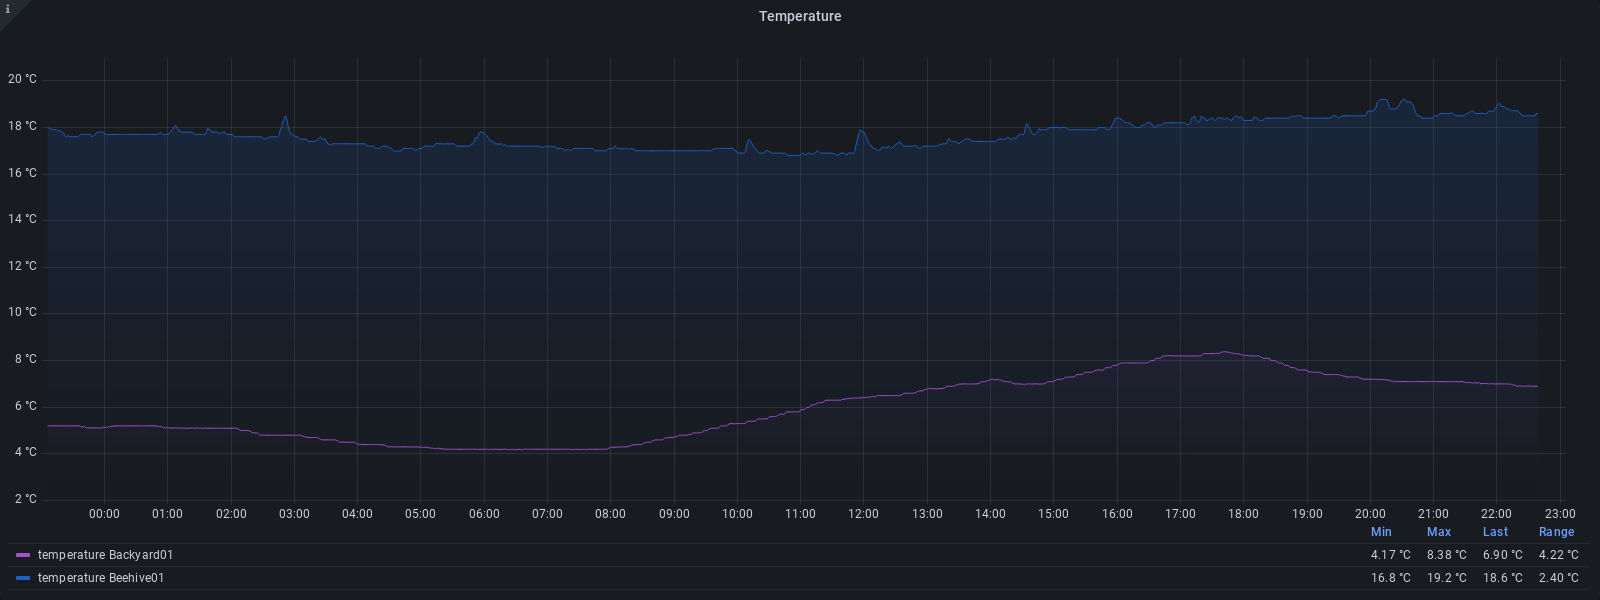 i
Temperature
20 °C
18 °C
16 °C
14 °C
12 °C
10 °C
8 °C
6 °C
4 °C
2 °C
00:00 01:00 02:00 03:00 04:00 05:00 06:00 07:00 08:00 09:00 10:00 11:00 12:00 13:00 14:00 15:00 16:00 17:00 18:00 19:00 20:00 21:00 22:00 23:00
Min Max Last Range
temperature Backyard01 4.17 °C 8.38 °C 6.90 °C 4.22 °C
temperature Beehive01 16.8 °C 19.2 °C 18.6 °C 2.40 °C